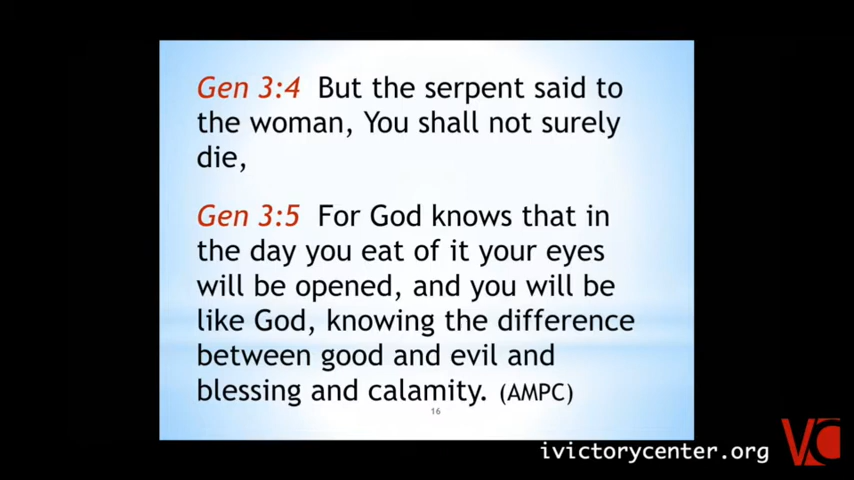 Gen 3:4 But the serpent said to
the woman, You shall not surely
die,
Gen 3:5 For God knows that in
the day you eat of it your eyes
will be opened, and you will be
like God, knowing the difference
between good and evil and
blessing and calamity. (AMPC)
16
ivictorycenter.org
VC